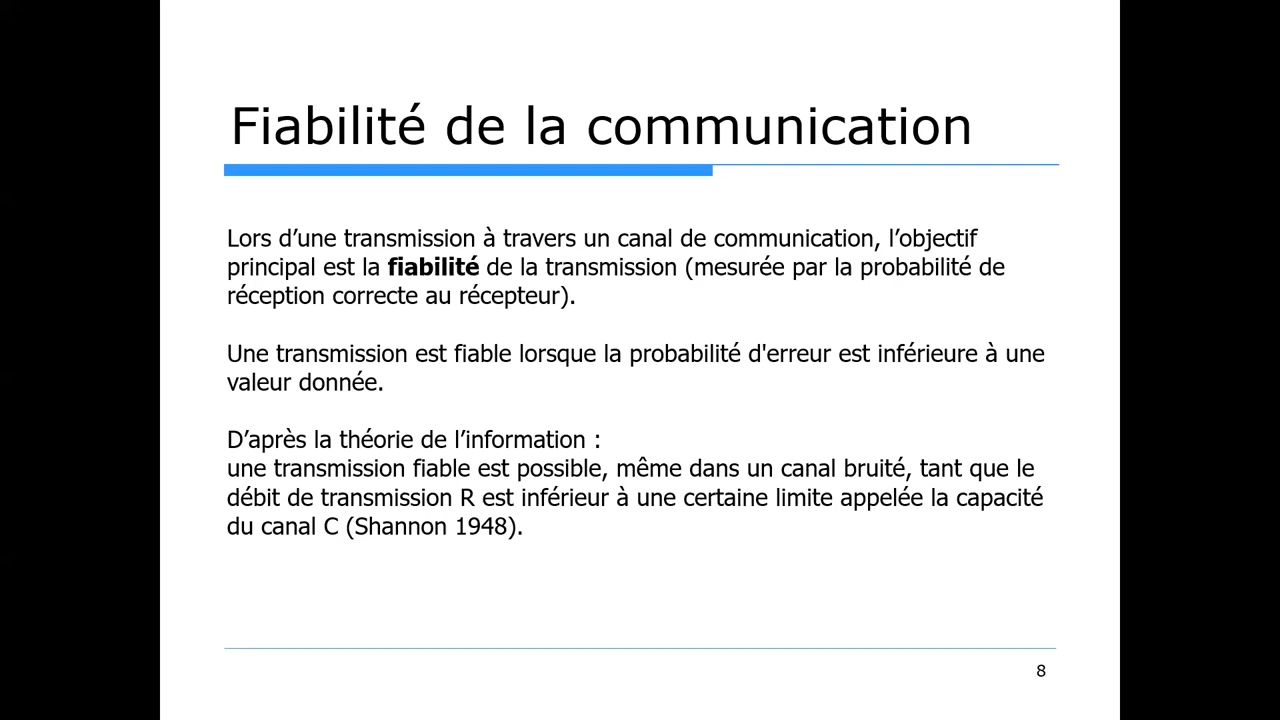 Fiabilité de la communication
Lors d’une transmission à travers un canal de communication, l’objectif
principal est la fiabilité de la transmission (mesurée par la probabilité de
réception correcte au récepteur).
Une transmission est fiable lorsque la probabilité d'erreur est inférieure à une
valeur donnée.
D’après la théorie de l’information :
une transmission fiable est possible, même dans un canal bruité, tant que le
débit de transmission R est inférieur à une certaine limite appelée la capacité
du canal C (Shannon 1948).
8